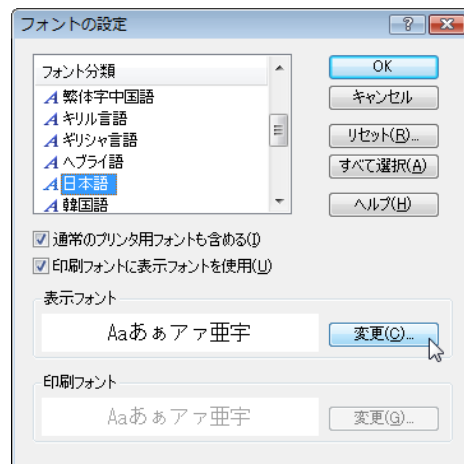 フォントの設定
フォント分類
A 繁体字中国語
A キリル言語
A ギリシャ言語
A ヘブライ語
A 日本語
A 韓国語
OK
キャンセル
リセット(R)...
すべて選択(A)
ヘルプ(H)
通常のプリンタ用フォントも含める(I)
印刷フォントに表示フォントを使用(U)
表示フォント
Aaあぁアァ亜宇
変更(C)...
印刷フォント
Aaあぁアァ亜宇
変更(G)...